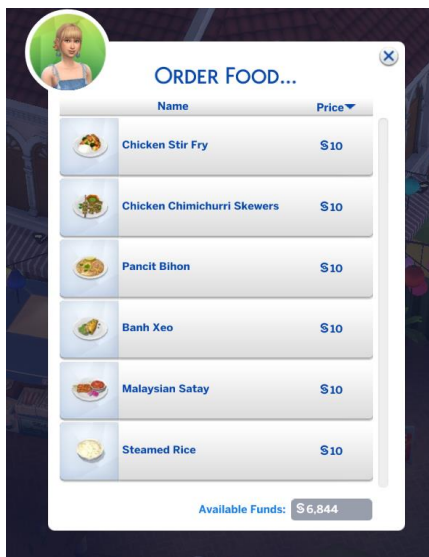 ORDER FOOD...
Name Price
Chicken Stir Fry §10
Chicken Chimichurri Skewers §10
Pancit Bihon §10
Banh Xeo §10
Malaysian Satay §10
Steamed Rice §10
Available Funds: §6,844